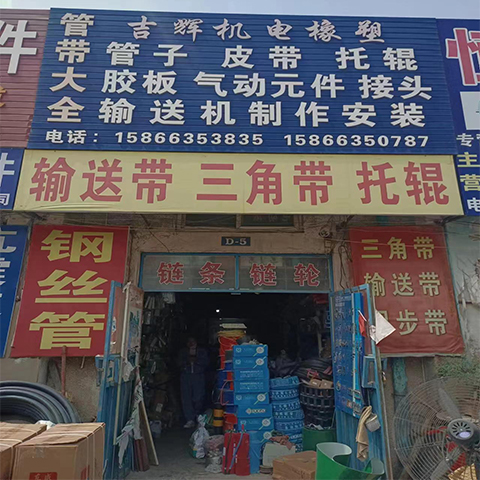 吉辉机电橡塑
管带大全
管子 皮带 托辊
胶板 气动元件 接头
输送机制作安装
电话：15866353835 15866350787
输送带 三角带 托辊
D-5
链条 链轮
钢丝管
三角带
输送带
步带
件